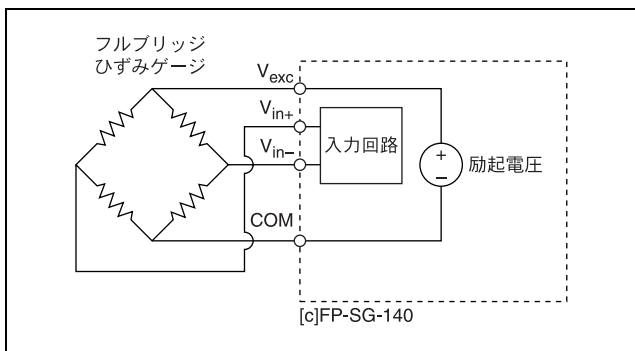 フルブリッジ
ひずみゲージ
Vexc
Vin+
Vin−
入力回路
+
−
励起電圧
COM
[c]FP-SG-140